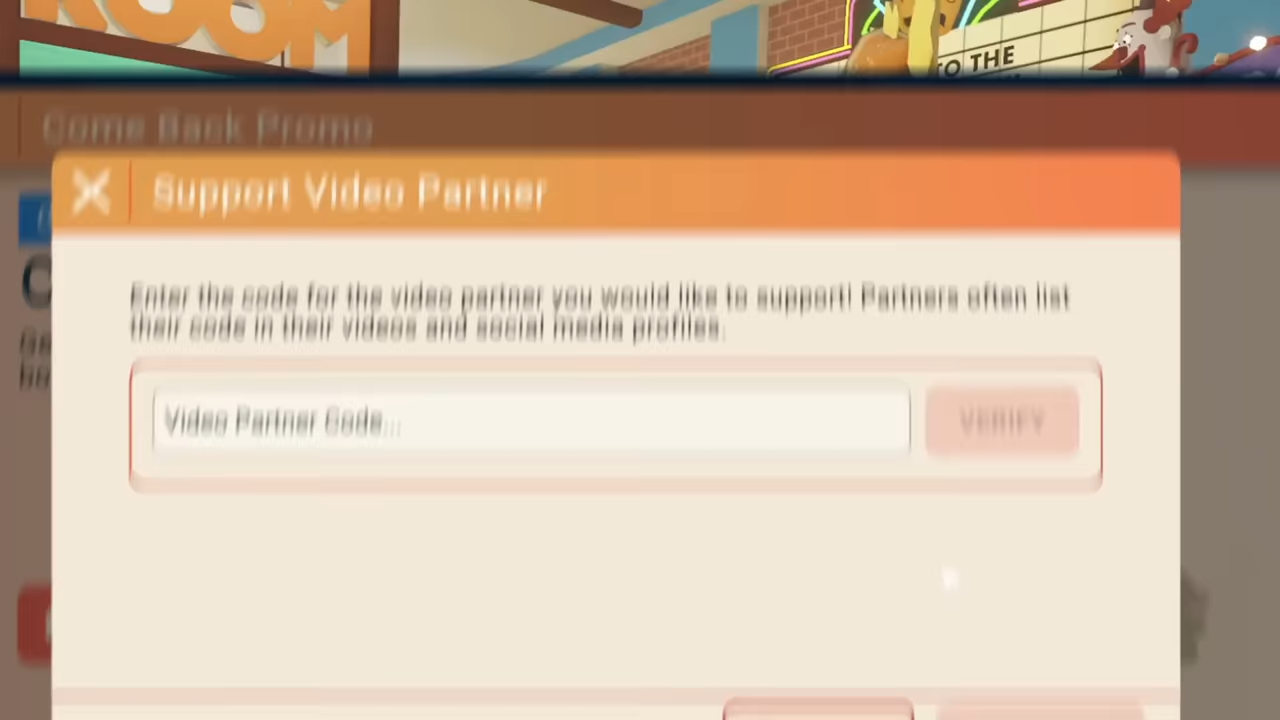 ROOM
TO THE
Come Back Promo
Support Video Partner
Enter the code for the video partner you would like to support! Partners often list
their code in their videos and social media profiles.
Video Partner Code...
VERIFY